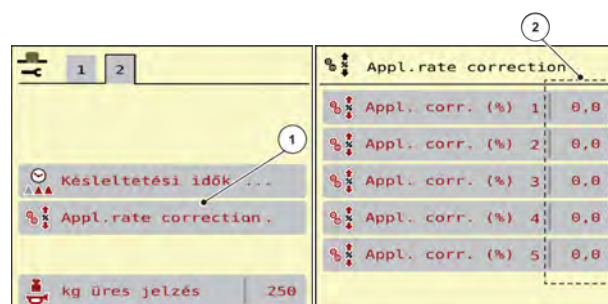 2
1 2
Appl.rate correction
1
Appl. corr. (%) 1 0,0
Appl. corr. (%) 2 0,0
Késleltetési idők ...
Appl. corr. (%) 3 0,0
Appl.rate correction.
Appl. corr. (%) 4 0,0
Appl. corr. (%) 5 0,0
kg üres jelzés 250